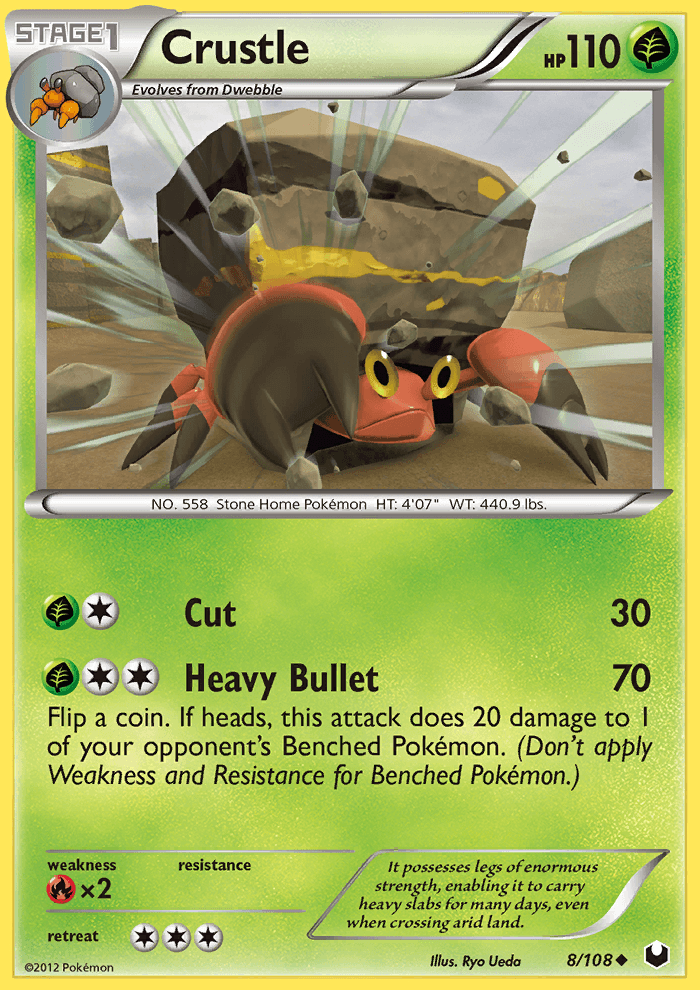 STAGE1
Crustle
HP110
Evolves from Dwebble
NO. 558 Stone Home Pokémon HT: 4'07" WT: 440.9 lbs.
Cut 30
Heavy Bullet 70
Flip a coin. If heads, this attack does 20 damage to 1
of your opponent's Benched Pokémon. (Don't apply
Weakness and Resistance for Benched Pokémon.)
weakness resistance
×2
It possesses legs of enormous
strength, enabling it to carry
heavy slabs for many days, even
when crossing arid land.
retreat
©2012 Pokémon
Illus. Ryo Ueda 8/108